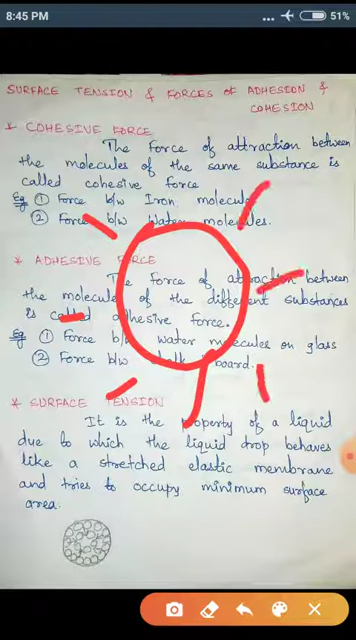 8:45 PM
51%
SURFACE TENSION & FORCES OF ADHESION &
COHESION
* COHESIVE FORCE
The force of attraction between
the molecules of the same substance is
called cohesive force
Eg ① Force b/w Iron molecules
② Force b/w Water molecules.
* ADHESIVE FORCE
The force of attraction between
the molecules of the different substances
is called adhesive force.
Eg ① Force b/w water molecules on glass
② Force b/w board.
* SURFACE TENSION
It is the property of a liquid
due to which the liquid drop behaves
like a stretched elastic membrane
and tries to occupy minimum surface
area.